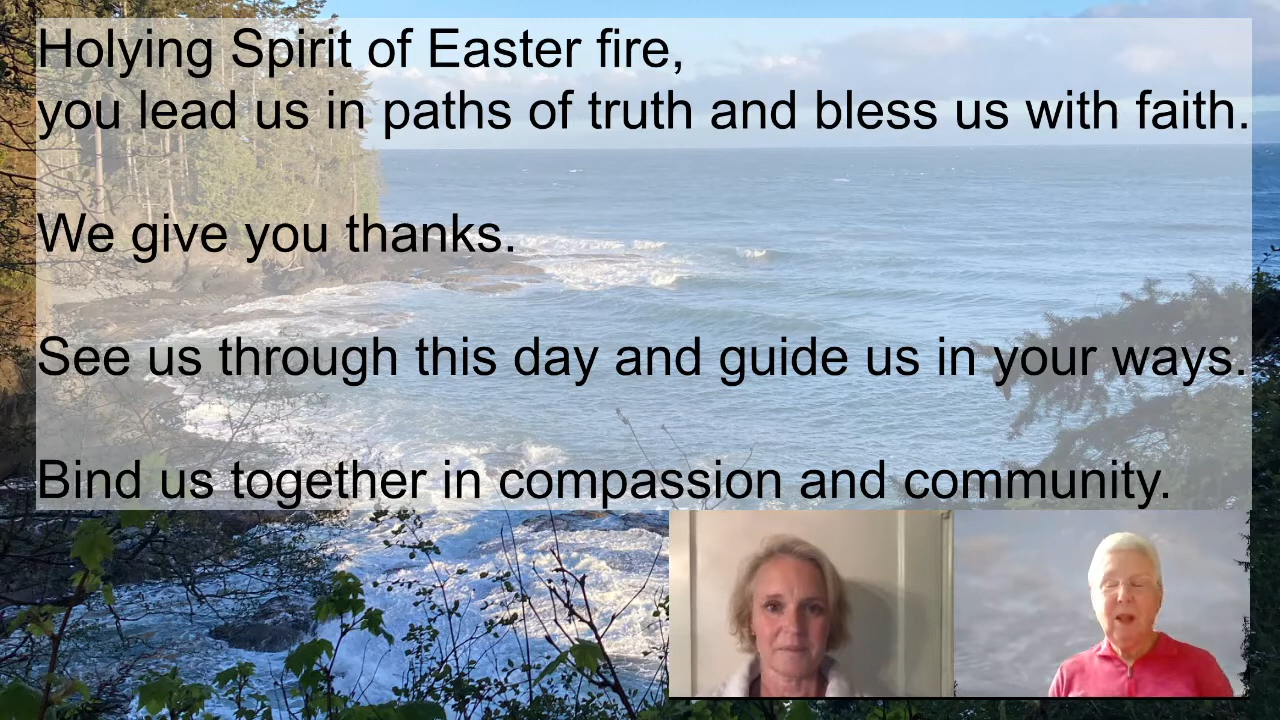 Holying Spirit of Easter fire,
you lead us in paths of truth and bless us with faith.
We give you thanks.
See us through this day and guide us in your ways.
Bind us together in compassion and community.